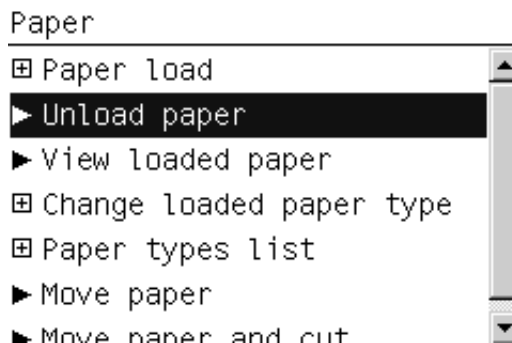 Paper
Paper load
Unload paper
View loaded paper
Change loaded paper type
Paper types list
Move paper
Move paper and cut